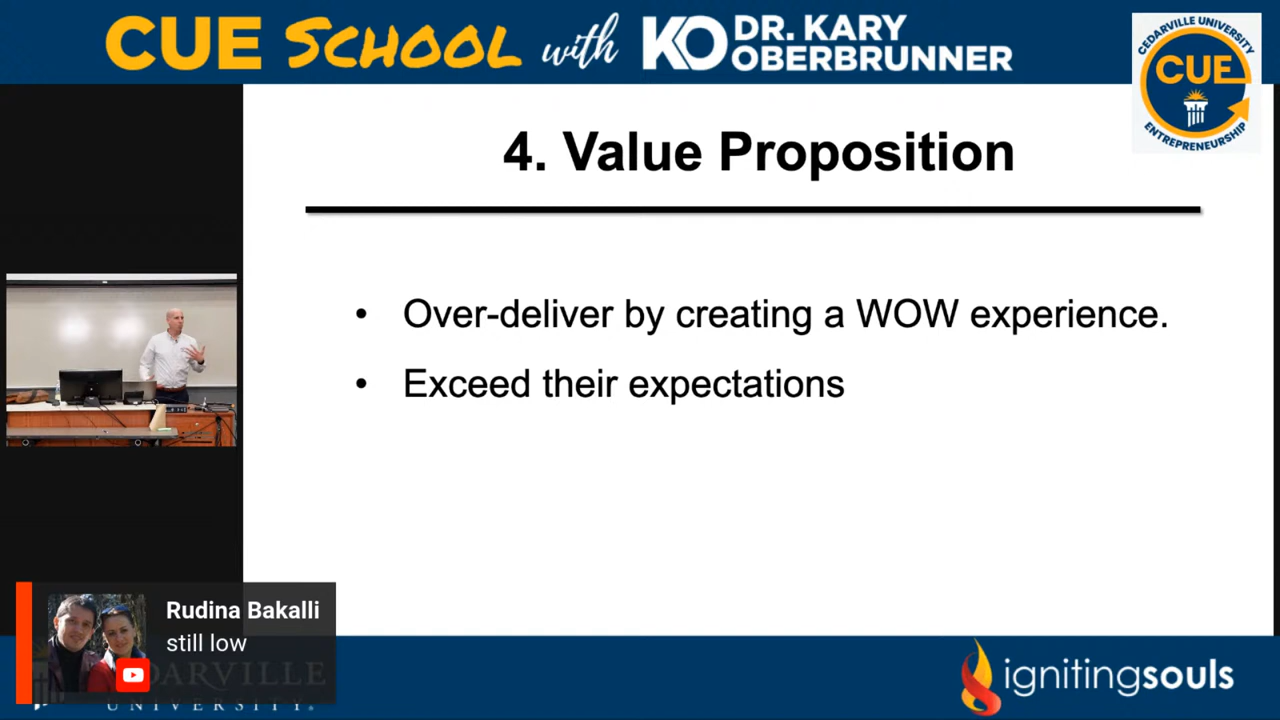 CUE SCHOOL with KO DR. KARY OBERBRUNNER
CEDARVILLE UNIVERSITY
CUE
ENTREPRENEURSHIP
4. Value Proposition
• Over-deliver by creating a WOW experience.
• Exceed their expectations
Rudina Bakalli
still low
DARVILLE
UNIVERSITY
ignitingsouls